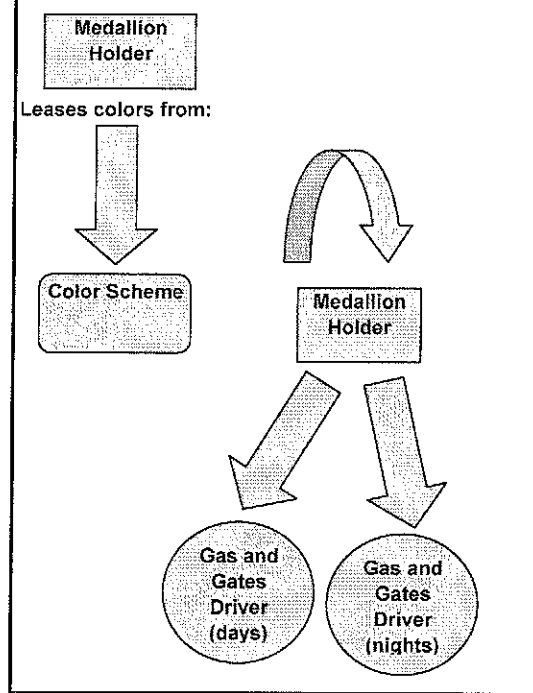 Medallion
Holder
Leases colors from:
Color Scheme
Medallion
Holder
Gas and
Gates
Driver
(days)
Gas and
Gates
Driver
(nights)